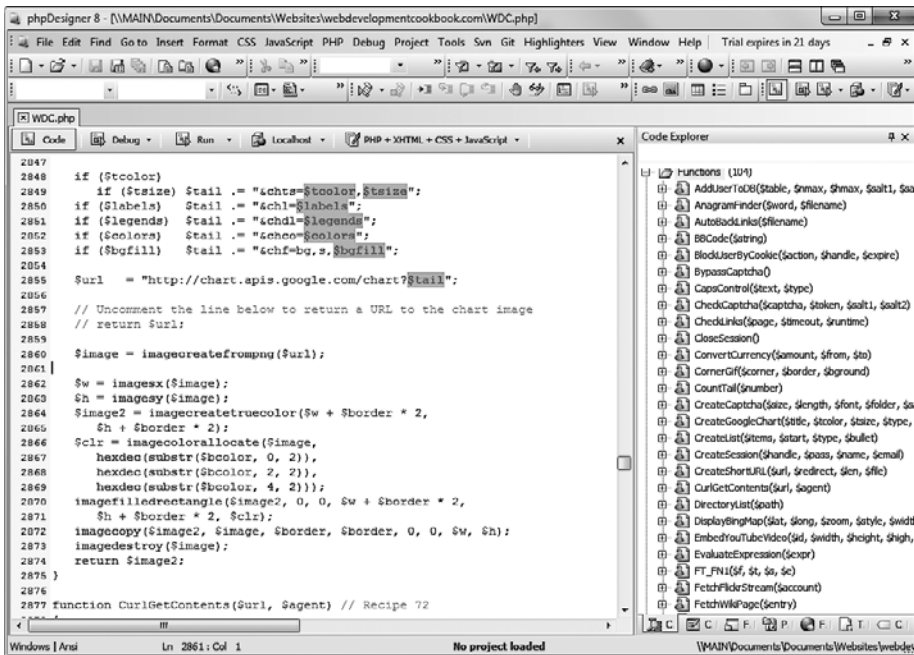 phpDesigner 8 - [\\MAIN\Documents\Documents\Websites\webdevelopmentcookbook.com\WDC.php]
File Edit Find Go to Insert Format CSS JavaScript PHP Debug Project Tools Svn Git Highlighters View Window Help Trial expires in 21 days
WDC.php
Code Debug Run Localhost PHP + XHTML + CSS + JavaScript
Code Explorer
2847
2848 if ($tcolor)
2849 if ($tsize) $tail .= "&chts=$tcolor,$tsize";
2850 if ($labels) $tail .= "&chl=$labels";
2851 if ($legends) $tail .= "&chdl=$legends";
2852 if ($colors) $tail .= "&chco=$colors";
2853 if ($bgfill) $tail .= "&chf=bg,s,$bgfill";
2854
2855 $url = "http://chart.apis.google.com/chart?$tail";
2856
2857 // Uncomment the line below to return a URL to the chart image
2858 // return $url;
2859
2860 $image = imagecreatefrompng($url);
2861
2862 $w = imagesx($image);
2863 $h = imagesy($image);
2864 $image2 = imagecreatetruecolor($w + $border * 2,
2865 $h + $border * 2);
2866 $clr = imagecolorallocate($image,
2867 hexdec(substr($bcolor, 0, 2)),
2868 hexdec(substr($bcolor, 2, 2)),
2869 hexdec(substr($bcolor, 4, 2)));
2870 imagefilledrectangle($image2, 0, 0, $w + $border * 2,
2871 $h + $border * 2, $clr);
2872 imagecopy($image2, $image, $border, $border, 0, 0, $w, $h);
2873 imagedestroy($image);
2874 return $image2;
2875 }
2876
2877 function CurlGetContents($url, $agent) // Recipe 72
Functions (104)
AddUserToDB($table, $nmax, $hmax, $salt1, $sa
AnagramFinder($word, $filename)
AutoBackLinks($filename)
BBCode($string)
BlockUserByCookie($action, $handle, $expire)
BypassCaptcha()
CapsControl($text, $type)
CheckCaptcha($captcha, $token, $salt1, $salt2)
CheckLinks($page, $timeout, $runtime)
CloseSession()
ConvertCurrency($amount, $from, $to)
CornerGif($corner, $border, $bground)
CountTail($number)
CreateCaptcha($size, $length, $font, $folder, $sa
CreateGoogleChart($title, $tcolor, $tsize, $type,
CreateList($items, $start, $type, $bullet)
CreateSession($handle, $pass, $name, $email)
CreateShortURL($url, $redirect, $len, $file)
CurlGetContents($url, $agent)
DirectoryList($path)
DisplayBingMap($lat, $long, $zoom, $style, $width
EmbedYouTubeVideo($id, $width, $height, $high,
EvaluateExpression($expr)
FT_FN1($f, $t, $s, $e)
FetchFlickrStream($account)
FetchWikiPage($entry)
C C F P F T C
Windows | Ansi Ln 2861 : Col 1 No project loaded \\MAIN\Documents\Documents\Websites\webdev